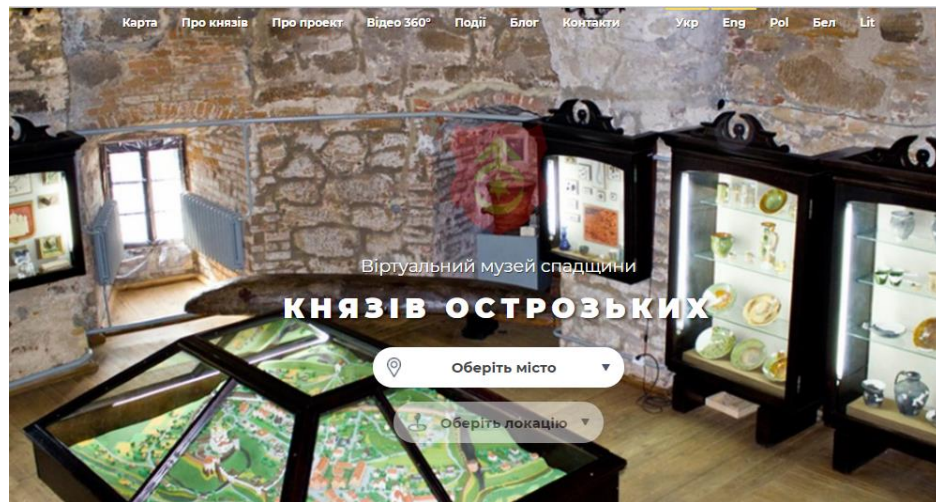 Карта Про князів Про проект Відео 360° Події Блог Контакти Укр Eng Pol Бел Lit
Віртуальний музей спадщини
КНЯЗІВ ОСТРОЗЬКИХ
Оберіть місто
Оберіть локацію